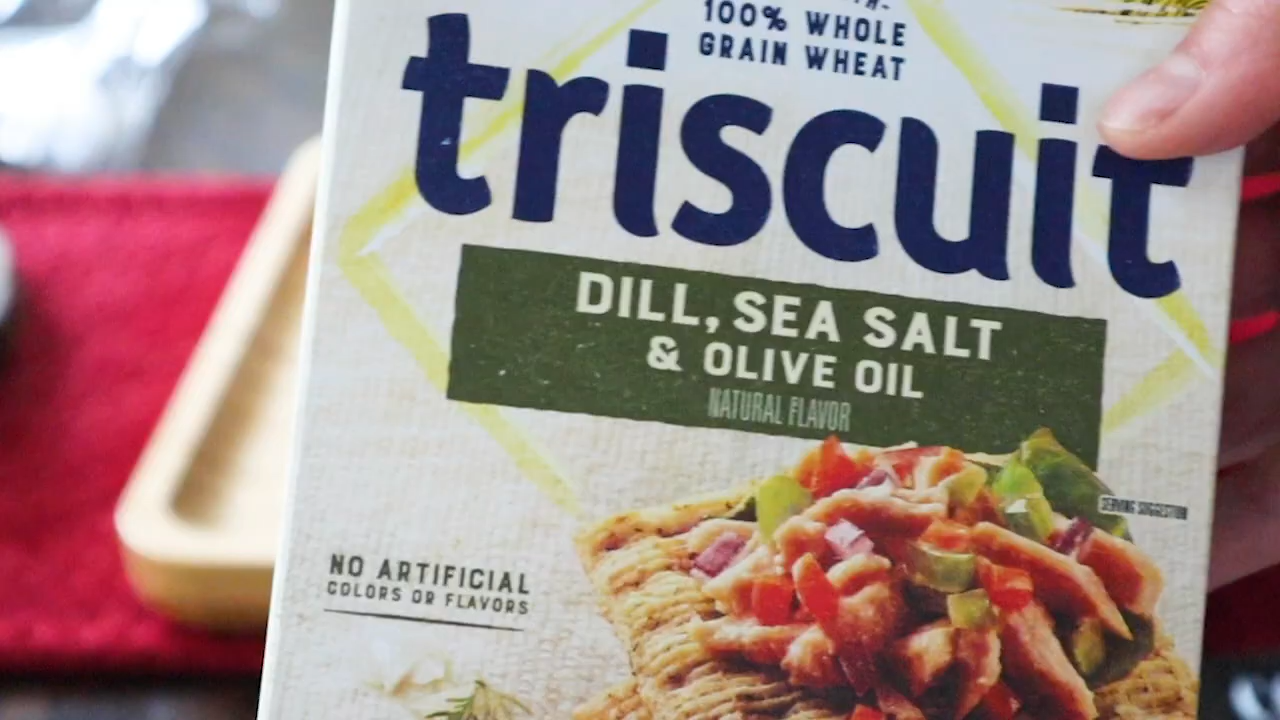 100% WHOLE
GRAIN WHEAT
triscuit
DILL, SEA SALT
& OLIVE OIL
NATURAL FLAVOR
SERVING SUGGESTION
NO ARTIFICIAL
COLORS OR FLAVORS